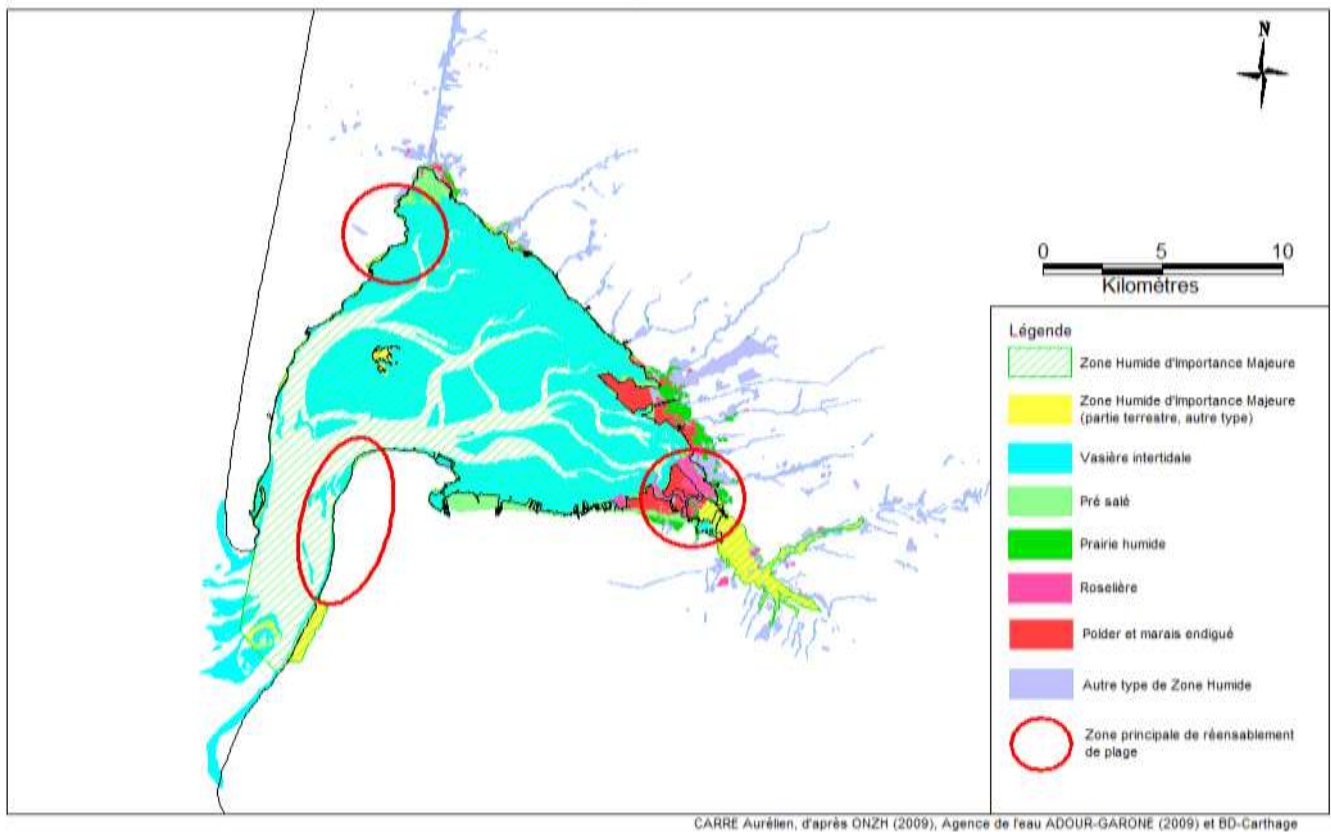 N
0 5 10
Kilomètres
Légende
Zone Humide d'Importance Majeure
Zone Humide d'Importance Majeure
(partie terrestre, autre type)
Vasière intertidale
Pré salé
Prairie humide
Roselière
Polder et marais endigué
Autre type de Zone Humide
Zone principale de réensablement
de plage
CARRE Aurélien, d'après ONZH (2009), Agence de l'eau ADOUR-GARONE (2009) et BD-Carthage